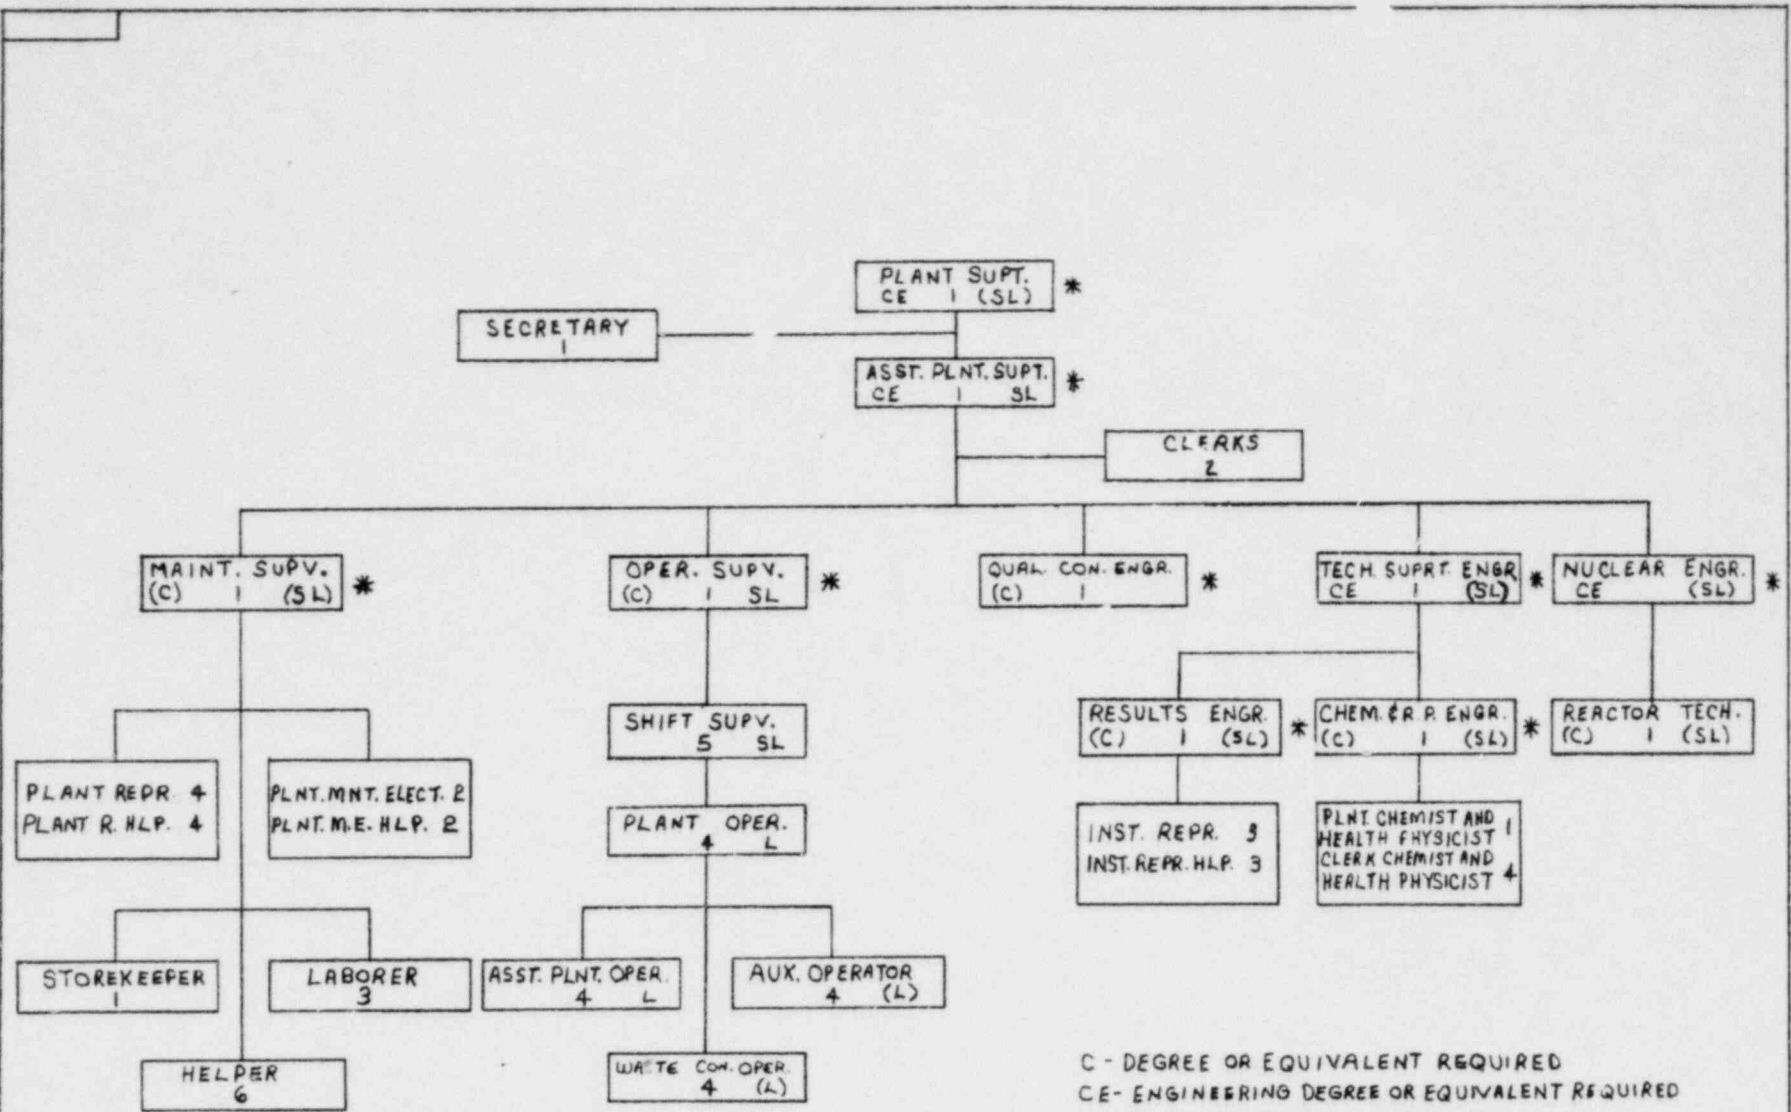 PLANT SUPT.
CE 1 (SL) *
SECRETARY
1
ASST. PLNT. SUPT.
CE 1 SL *
CLERKS
2
MAINT. SUPV.
(C) 1 (SL) *
OPER. SUPV.
(C) 1 SL *
QUAL. CON. ENGR.
(C) 1 *
TECH. SUPRT. ENGR
CE 1 (SL) *
NUCLEAR ENGR.
CE (SL) *
SHIFT SUPV.
5 SL
RESULTS ENGR.
(C) 1 (SL) *
CHEM. & R.P. ENGR.
(C) 1 (SL) *
REACTOR TECH.
(C) 1 (SL)
PLANT REPR. 4
PLANT R. HLP. 4
PLNT. MNT. ELECT. 2
PLNT. M.E. HLP. 2
PLANT OPER.
4 L
INST. REPR. 3
INST. REPR. HLP. 3
PLNT. CHEMIST AND
HEALTH PHYSICIST 1
CLERK CHEMIST AND
HEALTH PHYSICIST 4
STOREKEEPER
1
LABORER
3
ASST. PLNT. OPER.
4 L
AUX. OPERATOR
4 (L)
HELPER
6
WASTE CON. OPER.
4 (L)
C - DEGREE OR EQUIVALENT REQUIRED
CE - ENGINEERING DEGREE OR EQUIVALENT REQUIRED